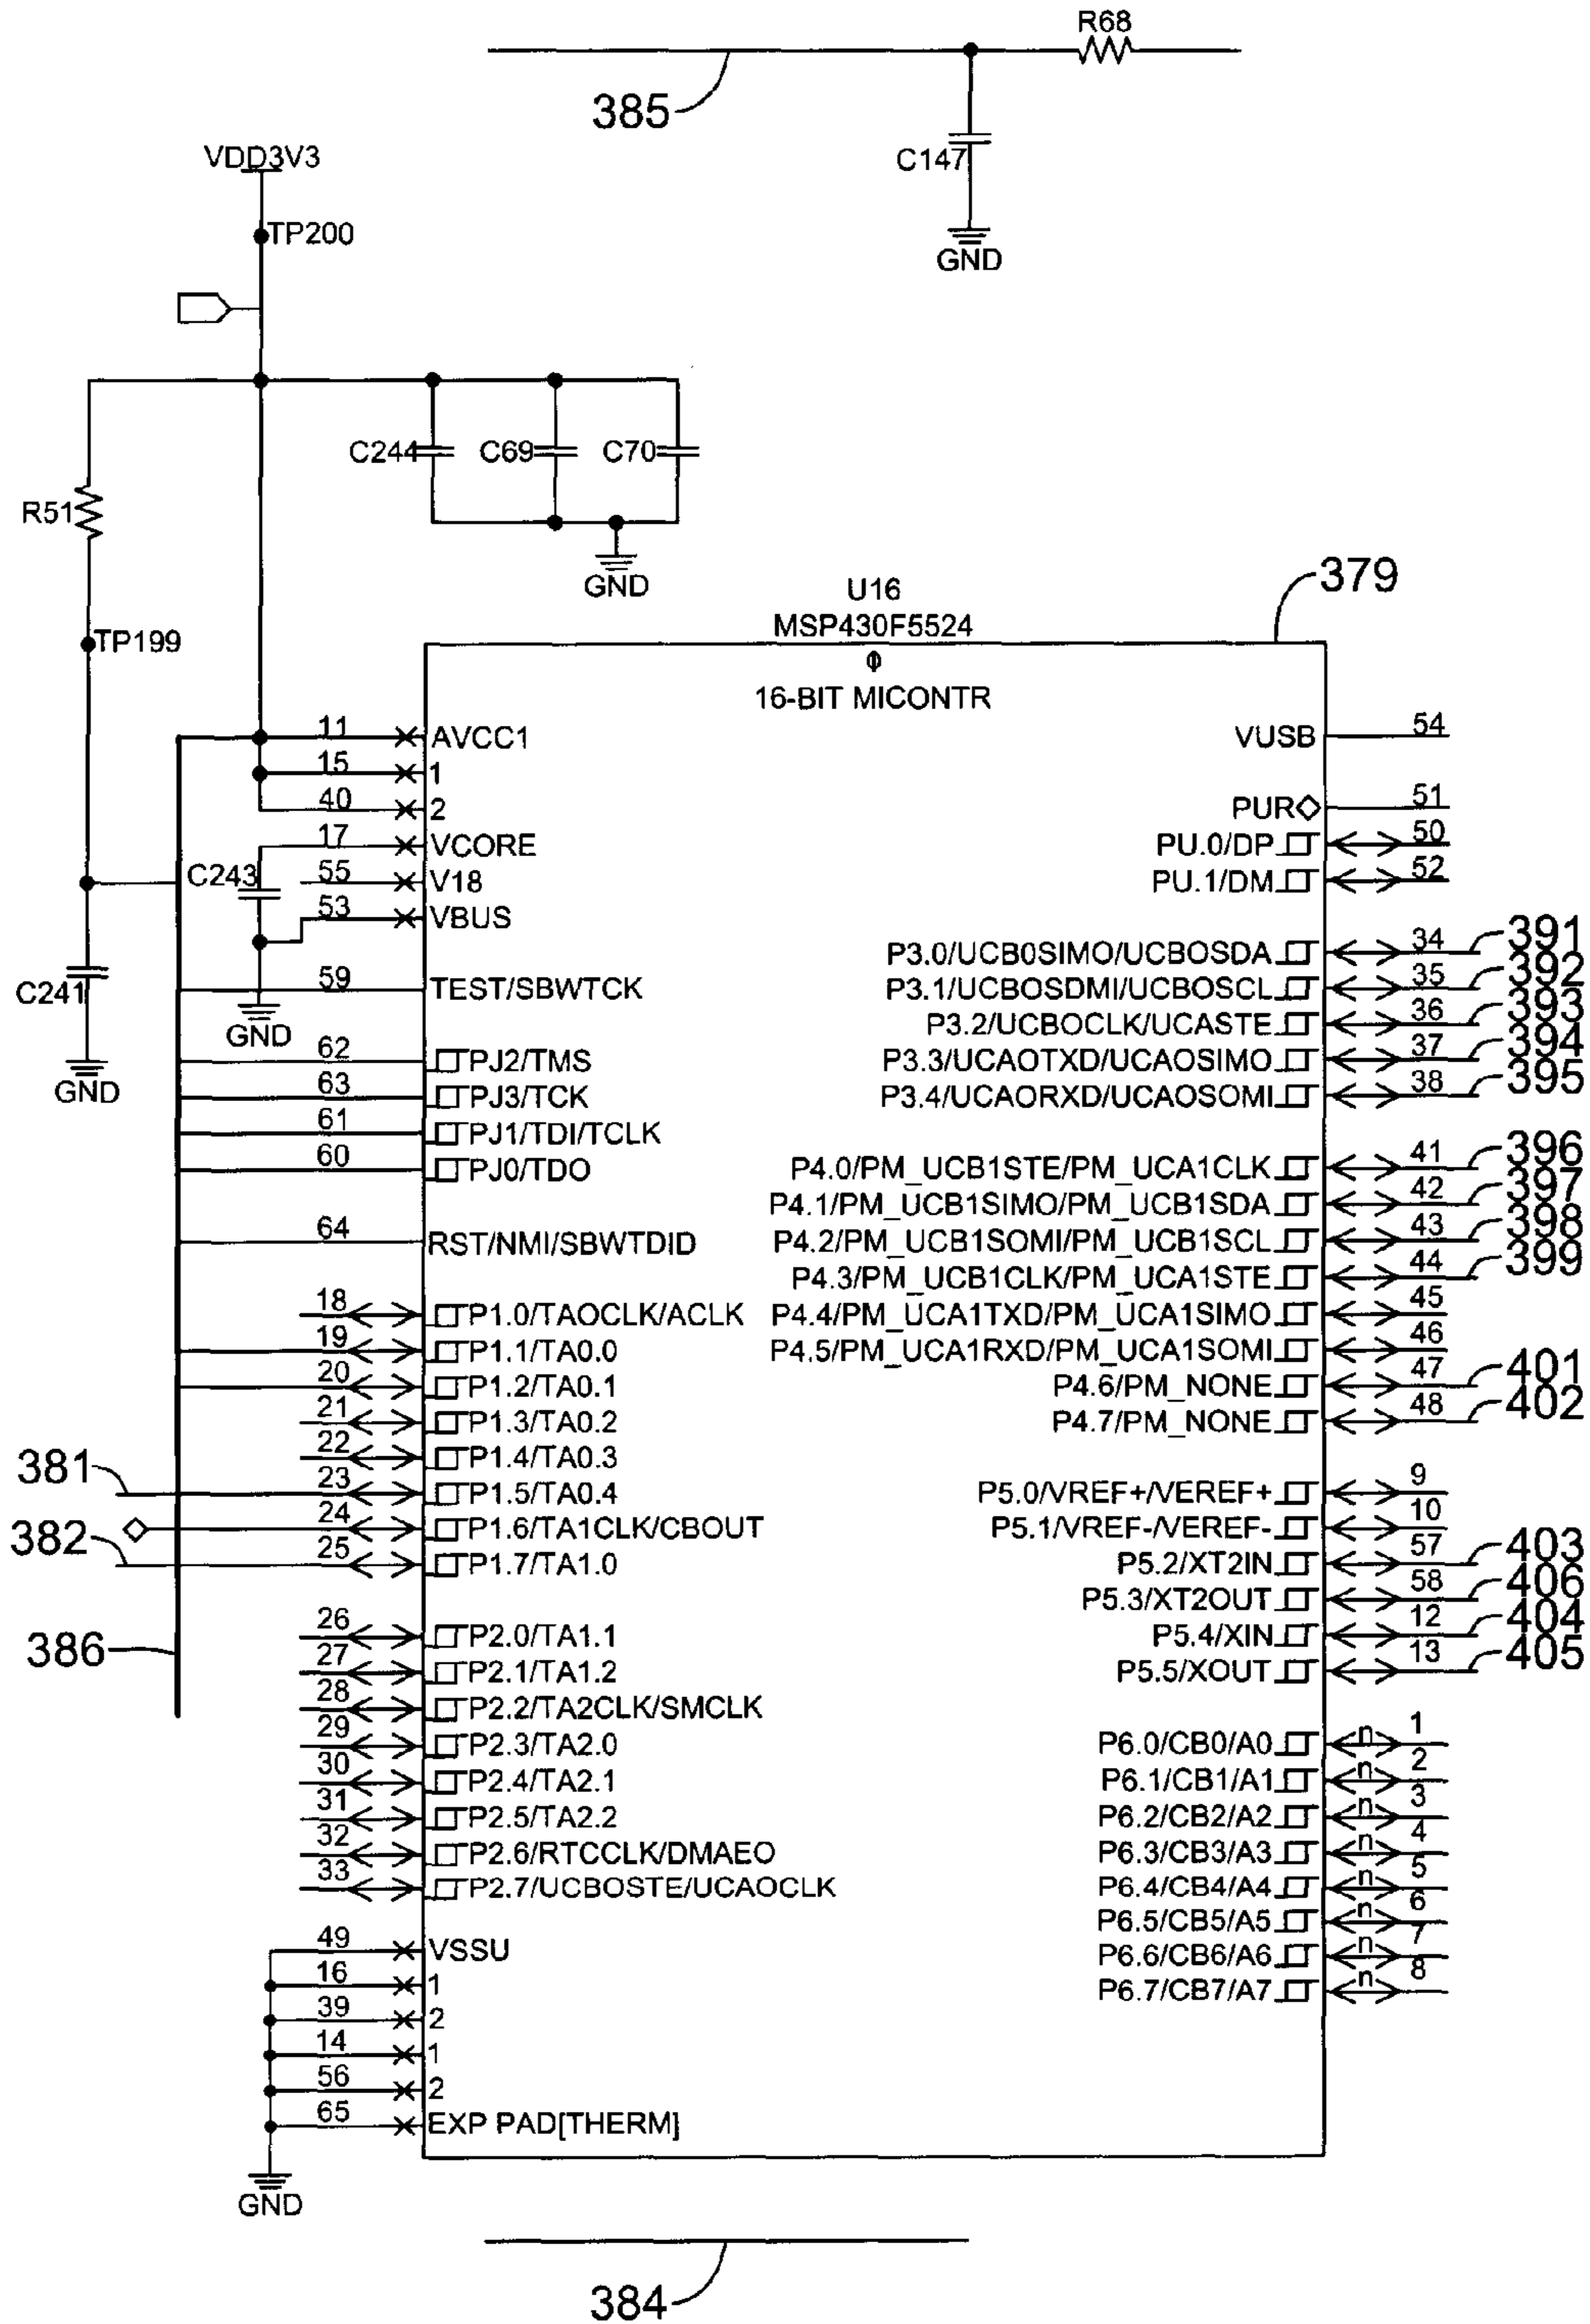 R68
385
C147
GND
VDD3V3
TP200
C244 C69 C70
R51
GND
379
U16
MSP430F5524
TP199
Φ
16-BIT MICONTR
11 AVCC1 VUSB 54
15 1
40 2 PUR 51
17 VCORE PU.0/DP 50
C243 55 V18 PU.1/DM 52
53 VBUS
P3.0/UCB0SIMO/UCBOSDA 34 391
C241 59 TEST/SBWTCK P3.1/UCBOSDMI/UCBOSCL 35 392
GND P3.2/UCBOCLK/UCASTE 36 393
62 PJ2/TMS P3.3/UCAOTXD/UCAOSIMO 37 394
GND 63 PJ3/TCK P3.4/UCAORXD/UCAOSOMI 38 395
61 PJ1/TDI/TCLK
60 PJ0/TDO P4.0/PM_UCB1STE/PM_UCA1CLK 41 396
P4.1/PM_UCB1SIMO/PM_UCB1SDA 42 397
64 RST/NMI/SBWTDID P4.2/PM_UCB1SOMI/PM_UCB1SCL 43 398
P4.3/PM_UCB1CLK/PM_UCA1STE 44 399
18 P1.0/TAOCLK/ACLK P4.4/PM_UCA1TXD/PM_UCA1SIMO 45
19 P1.1/TA0.0 P4.5/PM_UCA1RXD/PM_UCA1SOMI 46
20 P1.2/TA0.1 P4.6/PM_NONE 47 401
21 P1.3/TA0.2 P4.7/PM_NONE 48 402
22 P1.4/TA0.3
381 23 P1.5/TA0.4 P5.0/VREF+/VEREF+ 9
24 P1.6/TA1CLK/CBOUT P5.1/VREF-/VEREF- 10
382 25 P1.7/TA1.0 P5.2/XT2IN 57 403
P5.3/XT2OUT 58 406
386 26 P2.0/TA1.1 P5.4/XIN 12 404
27 P2.1/TA1.2 P5.5/XOUT 13 405
28 P2.2/TA2CLK/SMCLK
29 P2.3/TA2.0 P6.0/CB0/A0 n 1
30 P2.4/TA2.1 P6.1/CB1/A1 n 2
31 P2.5/TA2.2 P6.2/CB2/A2 n 3
32 P2.6/RTCCLK/DMAEO P6.3/CB3/A3 n 4
33 P2.7/UCBOSTE/UCAOCLK P6.4/CB4/A4 n 5
P6.5/CB5/A5 n 6
49 VSSU P6.6/CB6/A6 n 7
16 1 P6.7/CB7/A7 n 8
39 2
14 1
56 2
65 EXP PAD[THERM]
GND
384